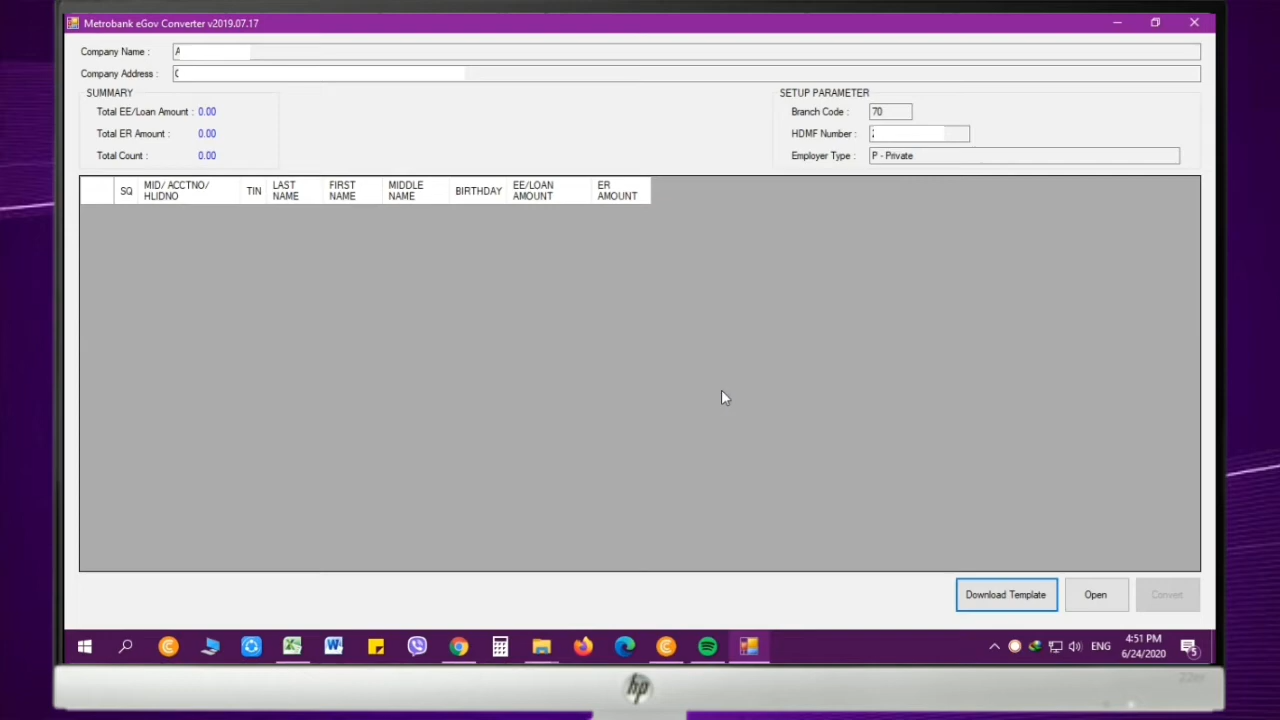 Metrobank eGov Converter v2019.07.17
Company Name : A
Company Address : C
SUMMARY
Total EE/Loan Amount : 0.00
Total ER Amount : 0.00
Total Count : 0.00
SETUP PARAMETER
Branch Code : 70
HDMF Number :
Employer Type : P - Private
SQ MID/ ACCTNO/ HLIDNO TIN LAST NAME FIRST NAME MIDDLE NAME BIRTHDAY EE/LOAN AMOUNT ER AMOUNT
Download Template Open Convert
ENG 4:51 PM
6/24/2020 5
hp
22er